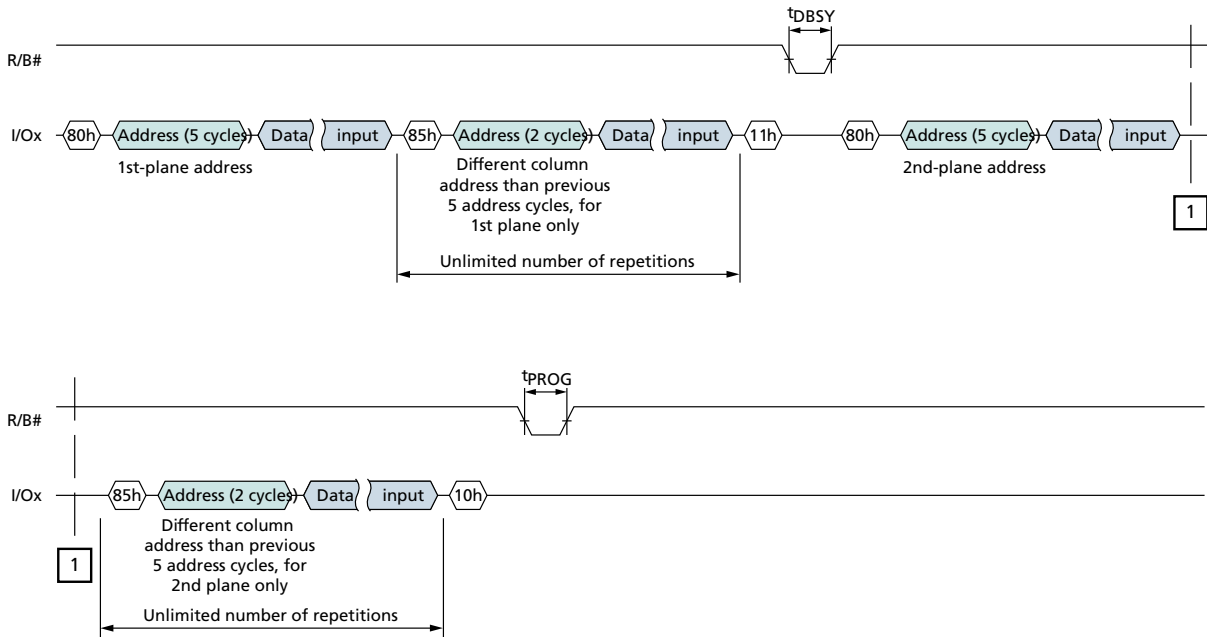 tDBSY
R/B#
I/Ox 80h Address (5 cycles) Data input 85h Address (2 cycles) Data input 11h 80h Address (5 cycles) Data input
1st-plane address
Different column
address than previous
5 address cycles, for
1st plane only
2nd-plane address
1
Unlimited number of repetitions
tPROG
R/B#
I/Ox 85h Address (2 cycles) Data input 10h
Different column
address than previous
5 address cycles, for
2nd plane only
1
Unlimited number of repetitions